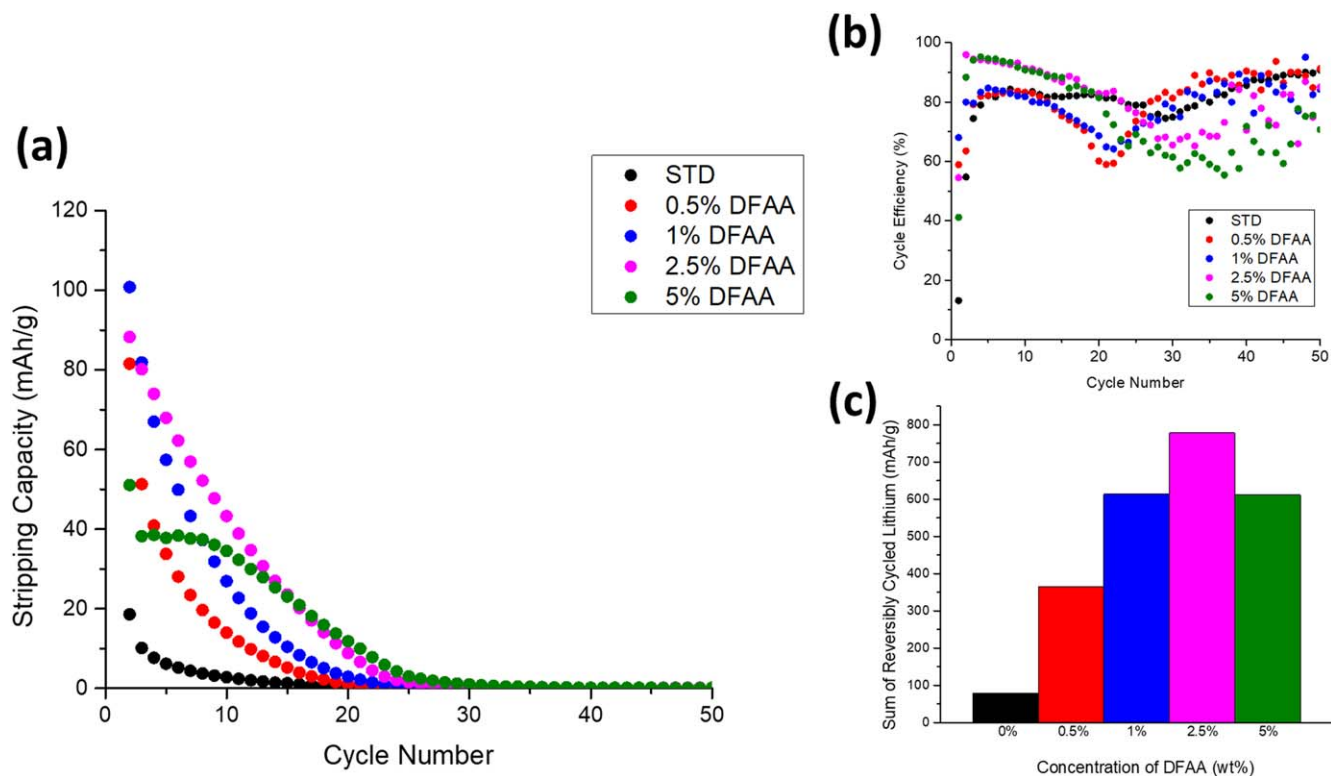 (a)
STD
0.5% DFAA
1% DFAA
2.5% DFAA
5% DFAA
120
100
80
60
40
20
0
Stripping Capacity (mAh/g)
0 10 20 30 40 50
Cycle Number
(b)
100
80
60
40
20
0
Cycle Efficiency (%)
STD
0.5% DFAA
1% DFAA
2.5% DFAA
5% DFAA
0 10 20 30 40 50
Cycle Number
(c)
800
700
600
500
400
300
200
100
0
Sum of Reversibly Cycled Lithium (mAh/g)
0% 0.5% 1% 2.5% 5%
Concentration of DFAA (wt%)